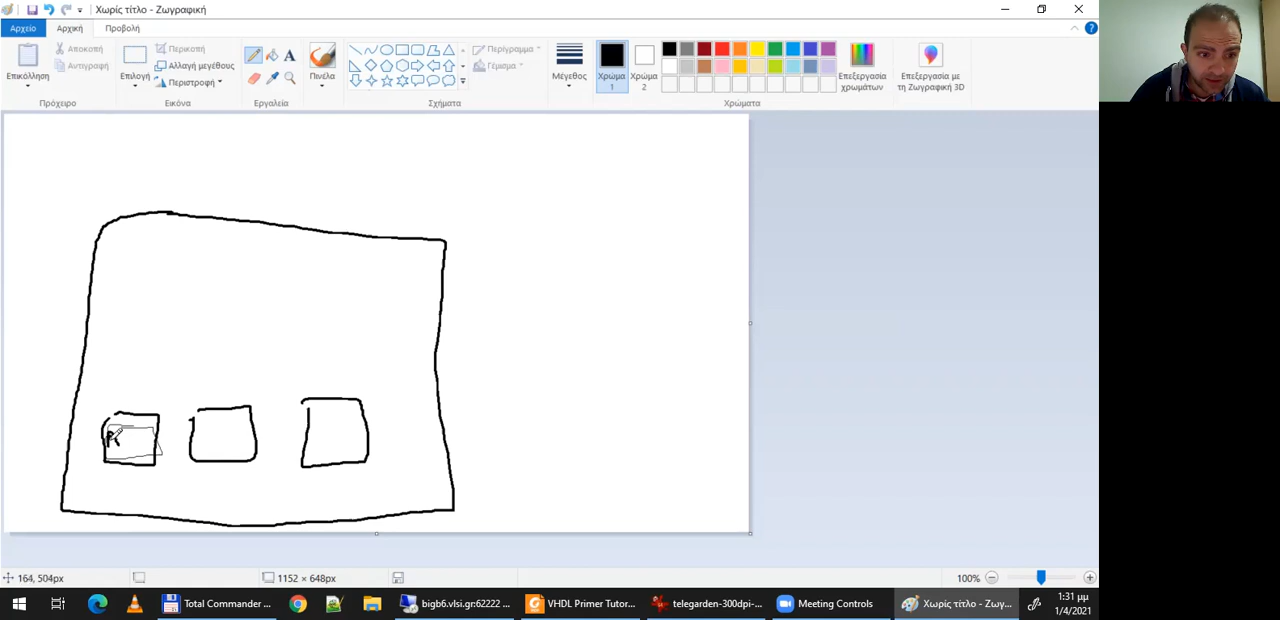 Χωρίς τίτλο - Ζωγραφική
Αρχείο
Αρχική
Προβολή
Επικόλληση
Αποκοπή
Αντιγραφή
Πρόχειρο
Επιλογή
Περικοπή
Αλλαγή μεγέθους
Περιστροφή
Εικόνα
A
Εργαλεία
Πινέλα
Σχήματα
Περίγραμμα
Γέμισμα
Μέγεθος
Χρώμα
1
Χρώμα
2
Χρώματα
Επεξεργασία
χρωμάτων
Επεξεργασία με
τη Ζωγραφική 3D
164, 504px
1152 × 648px
100%
Total Commander ...
bigb6.vlsi.gr:62222 ...
VHDL Primer Tutor...
telegarden-300dpi-...
Meeting Controls
Χωρίς τίτλο - Ζωγ...
1:31 μμ
1/4/2021